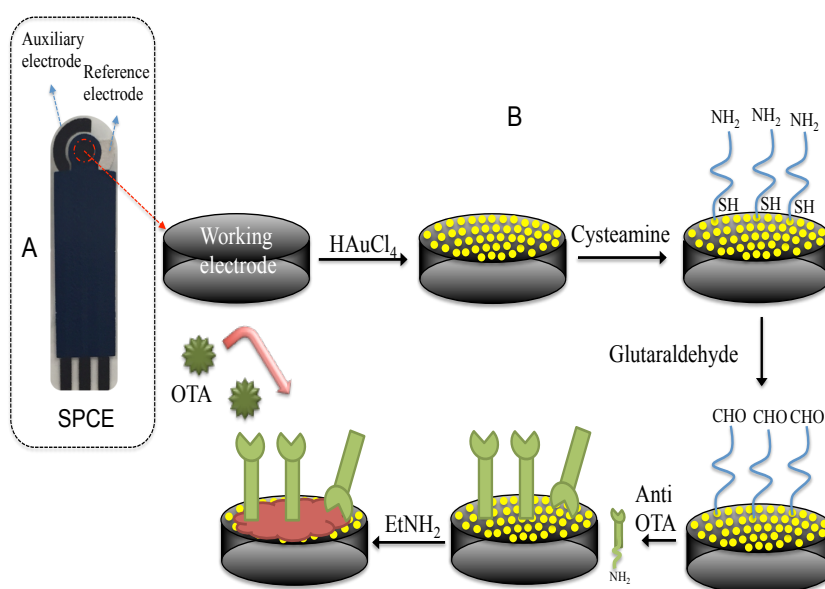 Auxiliary
electrode
Reference
electrode
A
SPCE
B
Working
electrode
HAuCl4
Cysteamine
NH2
NH2
NH2
SH
SH
SH
Glutaraldehyde
CHO
CHO
CHO
Anti
OTA
NH2
EtNH2
OTA